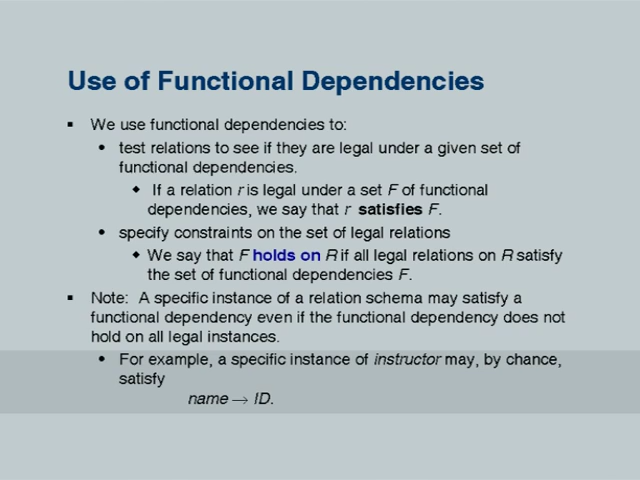 Use of Functional Dependencies
▪ We use functional dependencies to:
• test relations to see if they are legal under a given set of
functional dependencies.
◆ If a relation r is legal under a set F of functional
dependencies, we say that r satisfies F.
• specify constraints on the set of legal relations
◆ We say that F holds on R if all legal relations on R satisfy
the set of functional dependencies F.
▪ Note: A specific instance of a relation schema may satisfy a
functional dependency even if the functional dependency does not
hold on all legal instances.
• For example, a specific instance of instructor may, by chance,
satisfy
name → ID.